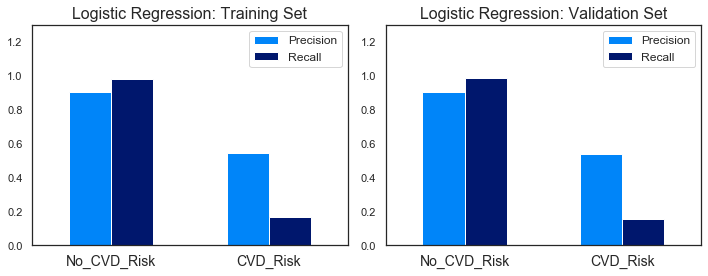 Logistic Regression: Training Set
1.2
1.0
0.8
0.6
0.4
0.2
0.0
Precision
Recall
No_CVD_Risk
CVD_Risk
Logistic Regression: Validation Set
1.2
1.0
0.8
0.6
0.4
0.2
0.0
Precision
Recall
No_CVD_Risk
CVD_Risk